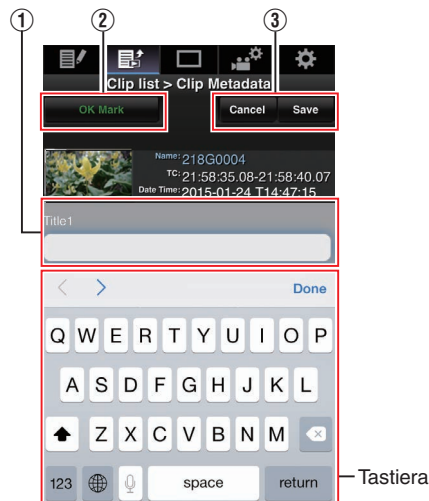 ① ② ③
Clip list > Clip Metadata
OK Mark Cancel Save
Name: 218G0004
TC: 21:58:35.08-21:58:40.07
Date Time: 2015-01-24 T14:47:15
Title1
Done
Q W E R T Y U I O P
A S D F G H J K L
Z X C V B N M
123 space return
Tastiera